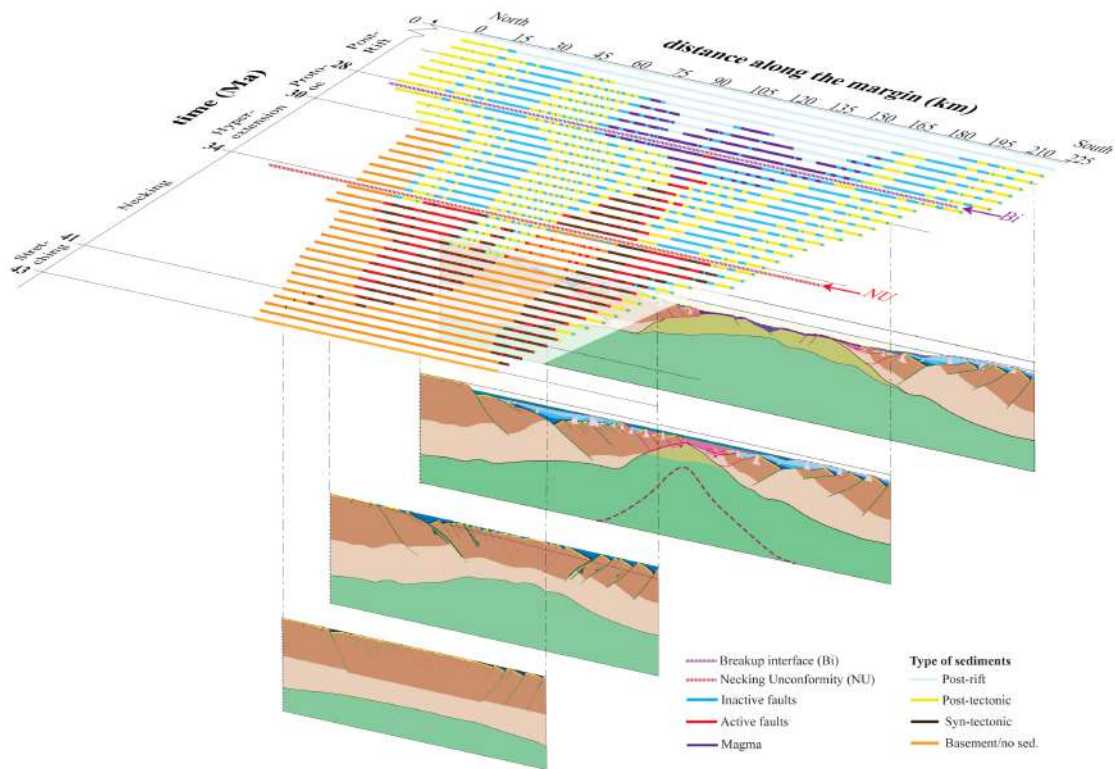 North
0 15 30 45 60 75 90 105 120 135 150 165 180 195 210 225
distance along the margin (km)
South
time (Ma)
0
Post-
Rift
Proto-
oc
Hyper-
extension
Necking
Stret-
ching
Bi
NU
Breakup interface (Bi)
Necking Unconformity (NU)
Inactive faults
Active faults
Magma
Type of sediments
Post-rift
Post-tectonic
Syn-tectonic
Basement/no sed.